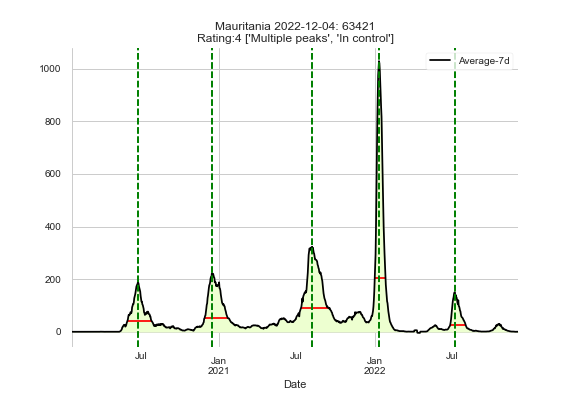 Mauritania 2022-12-04: 63421
Rating:4 ['Multiple peaks', 'In control']
Average-7d
1000
800
600
400
200
0
Jul
Jan
2021
Jul
Jan
2022
Jul
Date